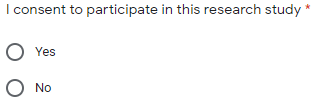 I consent to participate in this research study *
Yes
No